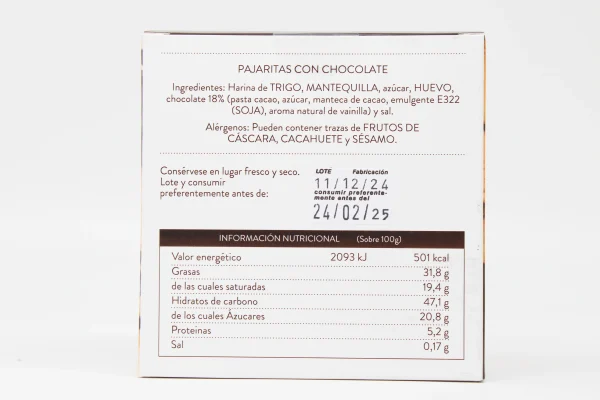 PAJARITAS CON CHOCOLATE
Ingredientes: Harina de TRIGO, MANTEQUILLA, azúcar, HUEVO,
chocolate 18% (pasta cacao, azúcar, manteca de cacao, emulgente E322
(SOJA), aroma natural de vainilla) y sal.
Alérgenos: Pueden contener trazas de FRUTOS DE
CÁSCARA, CACAHUETE y SÉSAMO.
Consérvese en lugar fresco y seco.
Lote y consumir
preferentemente antes de:
LOTE Fabricación
11/12/24
consumir preferente-
mente antes del
24/02/25
INFORMACIÓN NUTRICIONAL (Sobre 100g)
Valor energético 2093 kJ 501 kcal
Grasas 31,8 g
de las cuales saturadas 19,4 g
Hidratos de carbono 47,1 g
de los cuales Ázucares 20,8 g
Proteinas 5,2 g
Sal 0,17 g